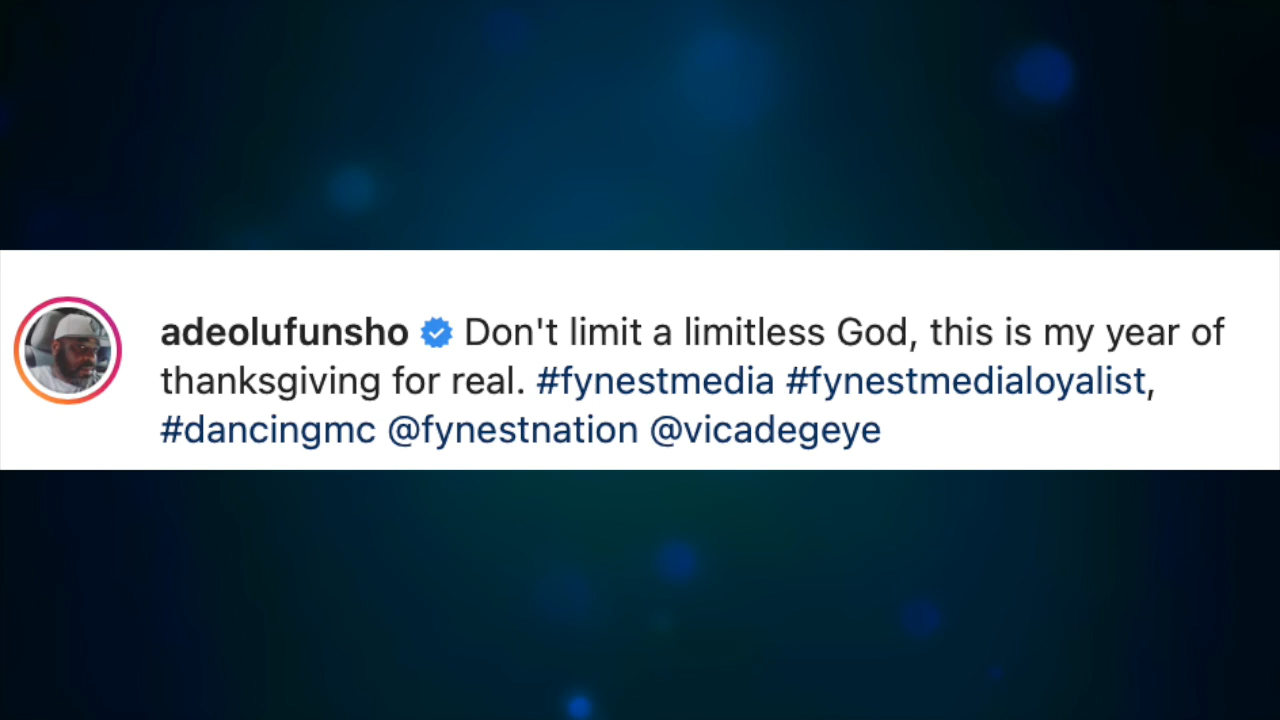 adeolufunsho Don't limit a limitless God, this is my year of
thanksgiving for real. #fynestmedia #fynestmedialoyalist,
#dancingmc @fynestnation @vicadegeye